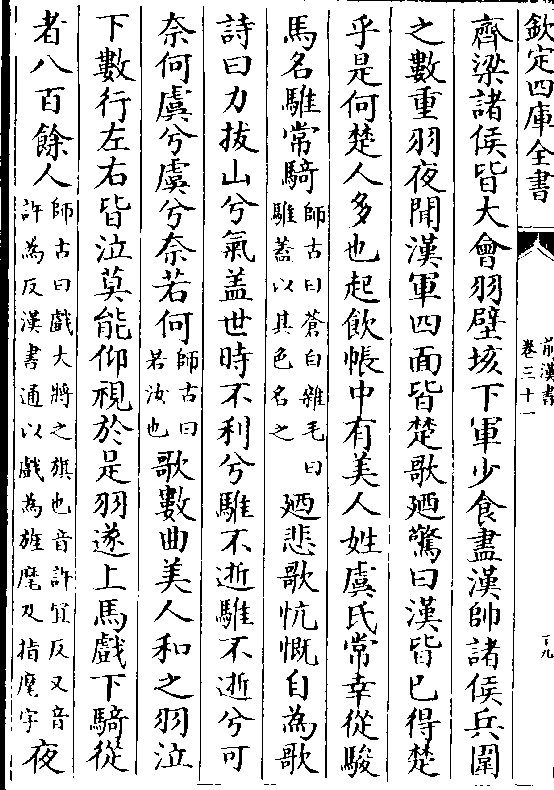 欽定四庫全書
前漢書
卷三十一
齊梁諸侯皆大會羽壁垓下軍少食盡漢帥諸侯兵圍
之數重羽夜聞漢軍四面皆楚歌廼驚曰漢皆已得楚
乎是何楚人多也起飲帳中有美人姓虞氏常幸從駿
馬名騅常騎師古曰蒼白雜毛曰騅蓋以其色名之廼悲歌忼慨自為歌
詩曰力拔山兮氣盖世時不利兮騅不逝騅不逝兮可
奈何虞兮虞兮奈若何師古曰若汝也歌數曲美人和之羽泣
下數行左右皆泣莫能仰視於是羽遂上馬戲下騎從
者八百餘人師古曰戲大將之旗也音許宜反又音許為反漢書通以戲為旌麾及指麾字夜